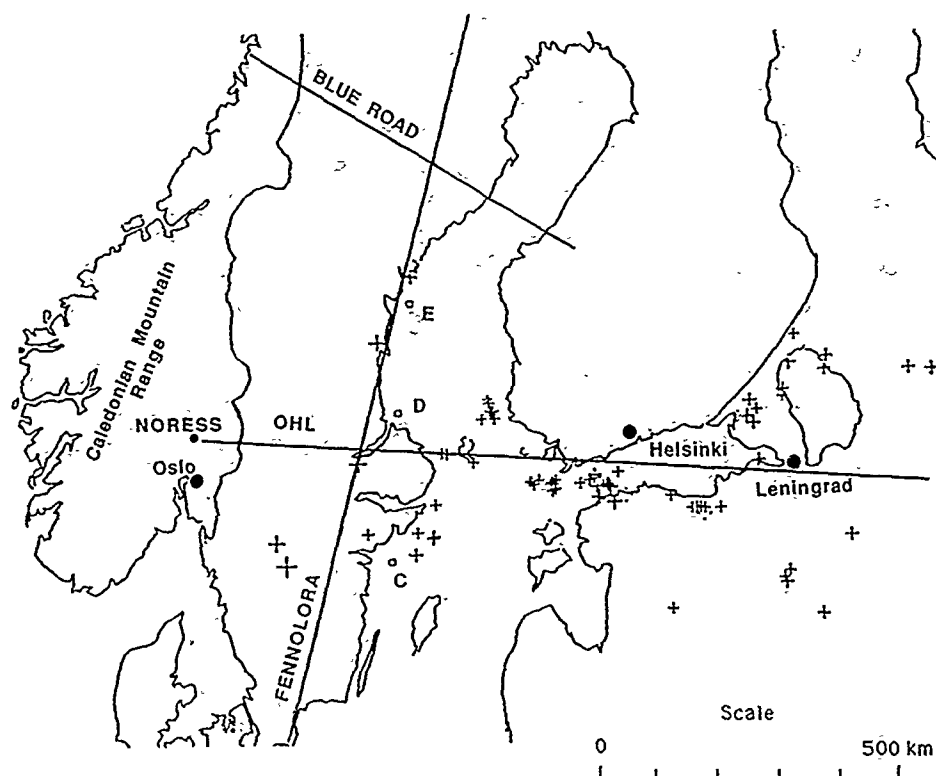 BLUE ROAD
Caledonian Mountain
Range
E
D
NORESS
OHL
Oslo
Helsinki
Leningrad
C
FENNOLORA
Scale
0 500 km